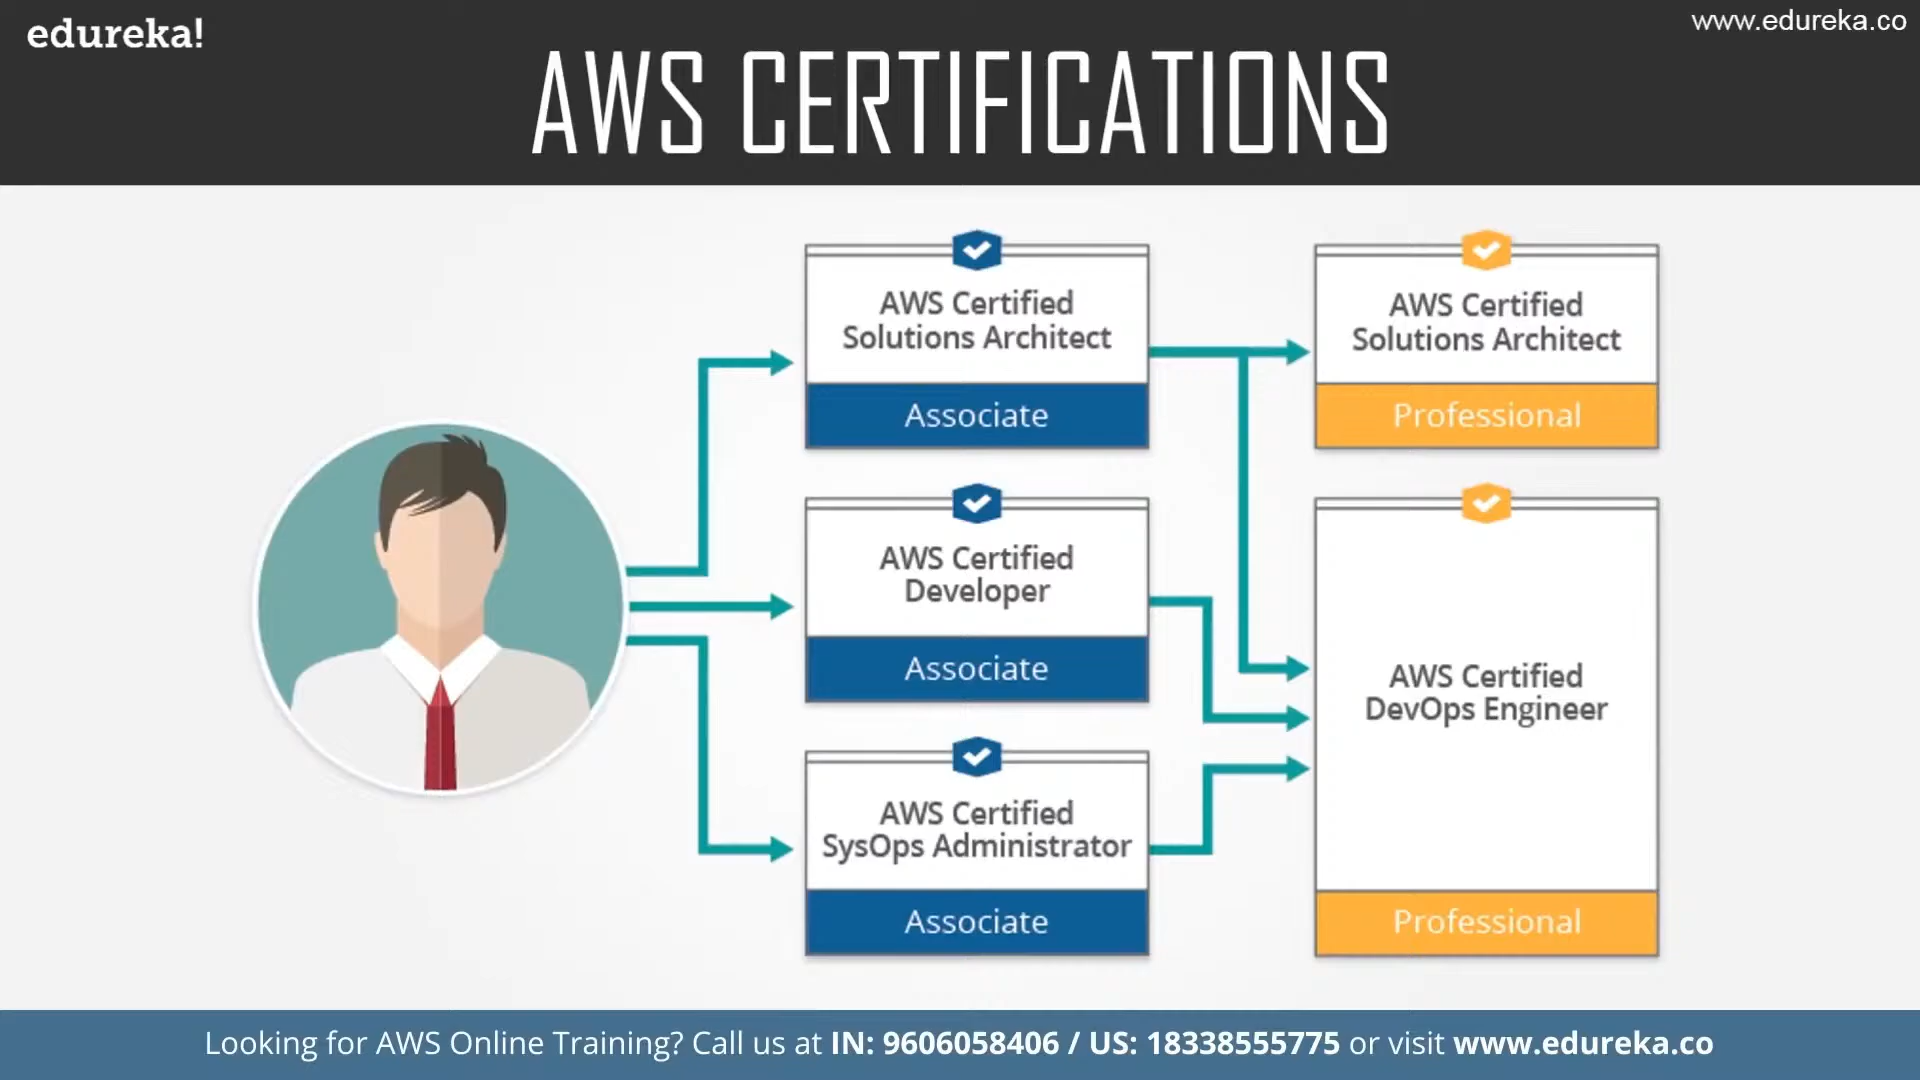 edureka!
www.edureka.co
AWS CERTIFICATIONS
AWS Certified
Solutions Architect
Associate
AWS Certified
Solutions Architect
Professional
AWS Certified
Developer
Associate
AWS Certified
DevOps Engineer
Professional
AWS Certified
SysOps Administrator
Associate
Looking for AWS Online Training? Call us at IN: 9606058406 / US: 18338555775 or visit www.edureka.co